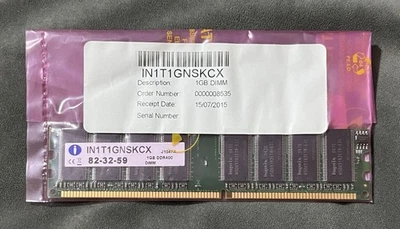 IN1T1GNSKCX
Description: 1GB DIMM
Order Number: 0000008535
Receipt Date: 15/07/2015
Serial Number:
IN1T1GNSKCX
82-32-59
1GB DDR400
DIMM